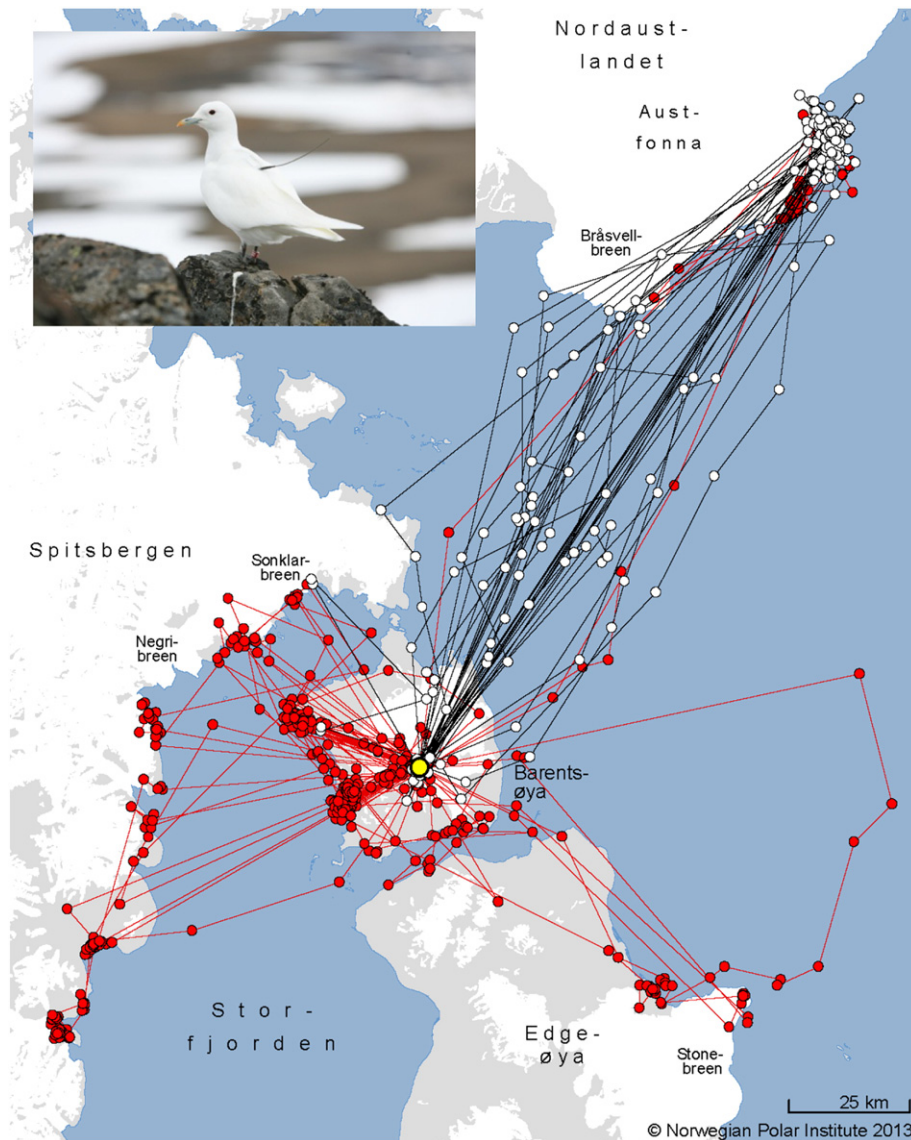 Nordaust-
landet
Aust-
fonna
Bråsvell-
breen
Spitsbergen
Sonklar-
breen
Negri-
breen
Barents-
øya
Stor-
fjorden
Edge-
øya
Stone-
breen
25 km
© Norwegian Polar Institute 2013